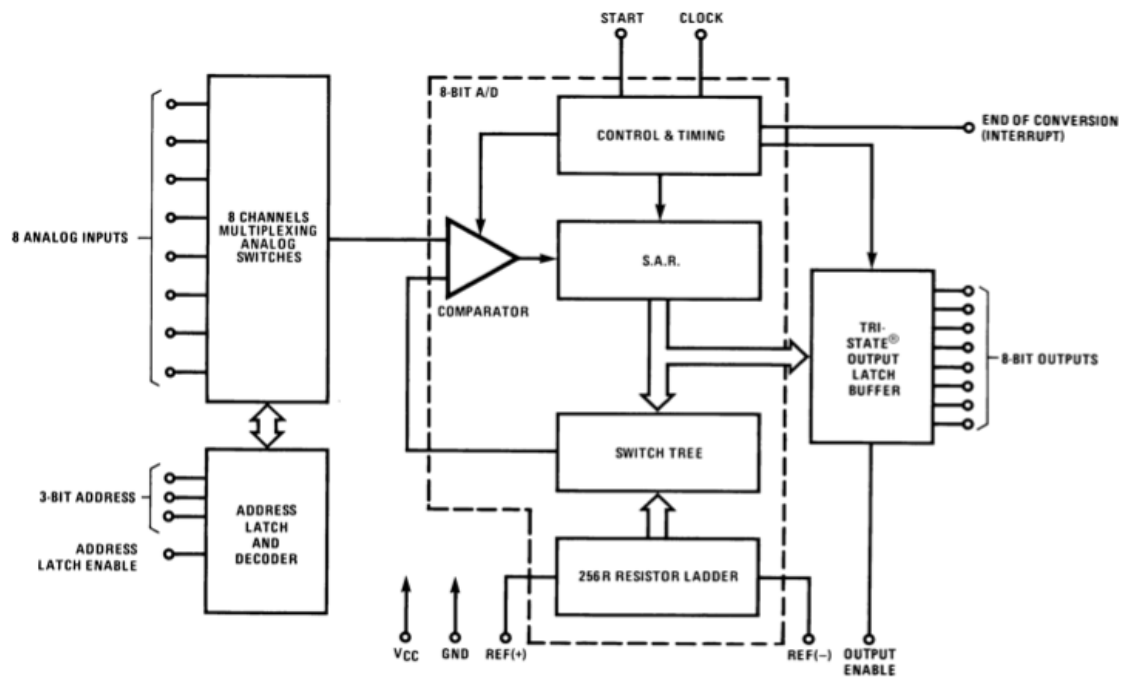 START
CLOCK
8-BIT A/D
CONTROL & TIMING
END OF CONVERSION
(INTERRUPT)
8 ANALOG INPUTS
8 CHANNELS
MULTIPLEXING
ANALOG
SWITCHES
COMPARATOR
S.A.R.
TRI-
STATE®
OUTPUT
LATCH
BUFFER
8-BIT OUTPUTS
SWITCH TREE
3-BIT ADDRESS
ADDRESS
LATCH ENABLE
ADDRESS
LATCH
AND
DECODER
256R RESISTOR LADDER
VCC
GND
REF(+)
REF(−)
OUTPUT
ENABLE